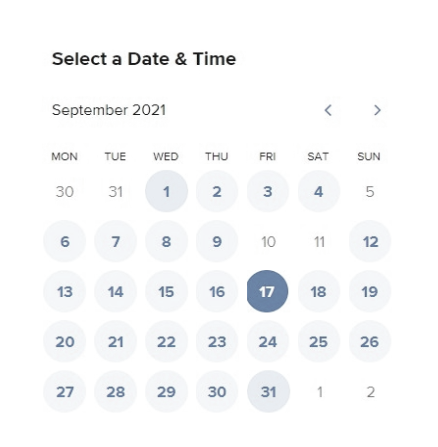 Select a Date & Time
September 2021
MON TUE WED THU FRI SAT SUN
30 31 1 2 3 4 5
6 7 8 9 10 11 12
13 14 15 16 17 18 19
20 21 22 23 24 25 26
27 28 29 30 31 1 2